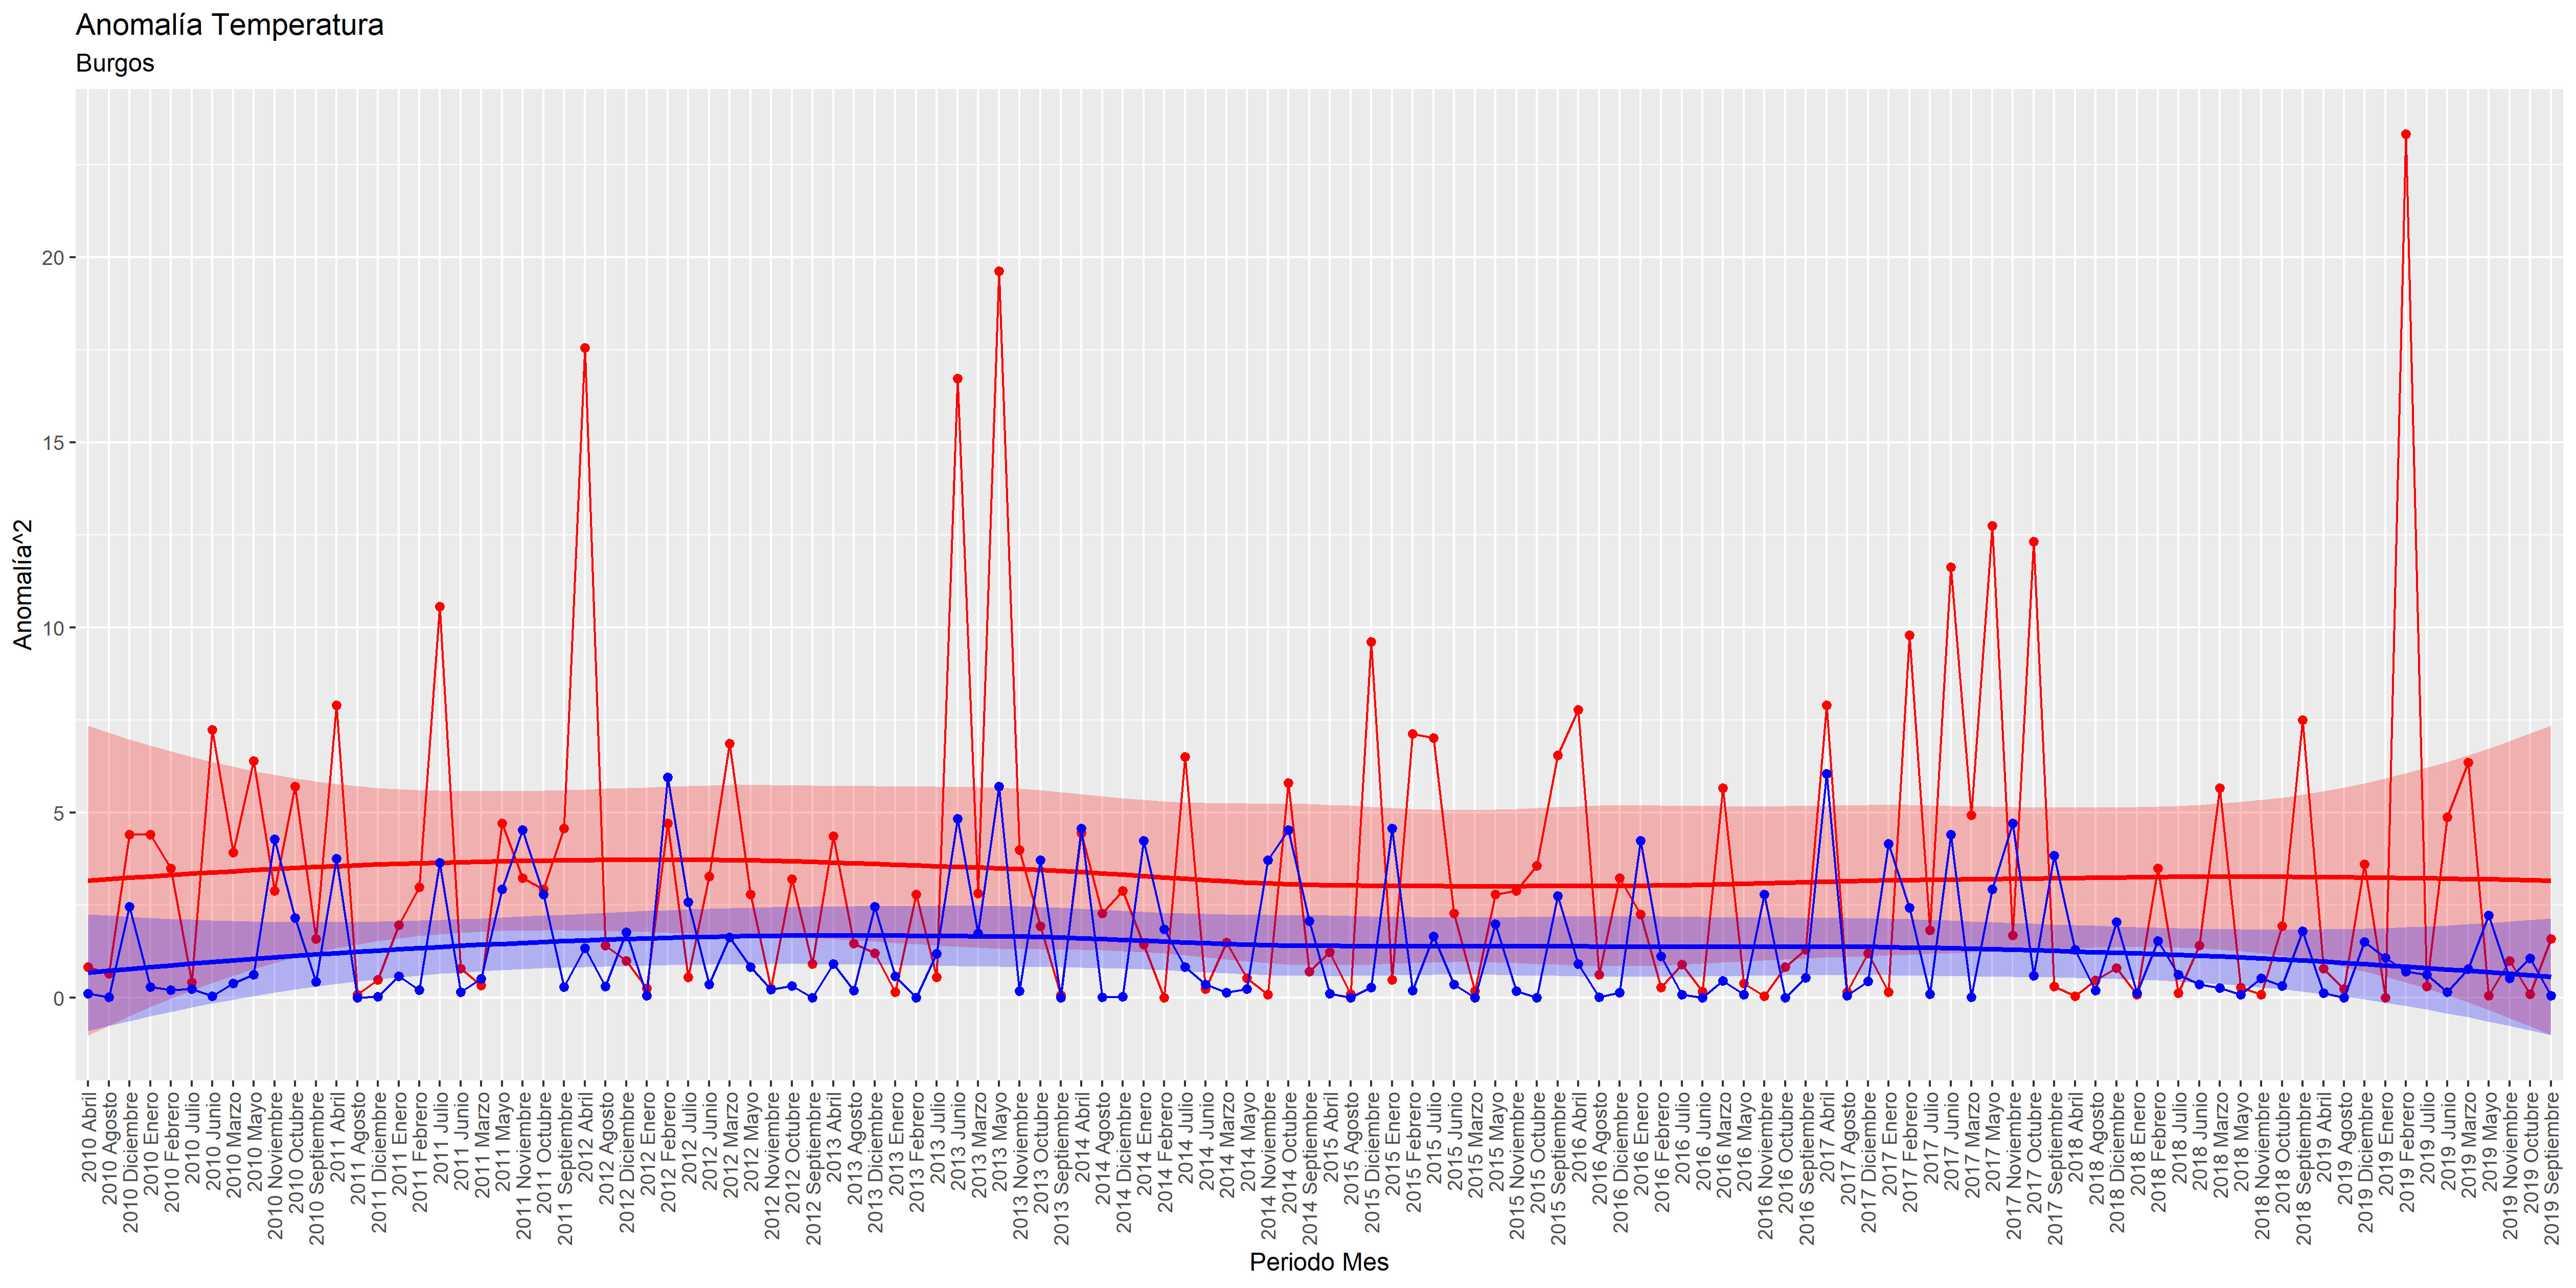 Anomalía Temperatura
Burgos
Anomalía^2
20
15
10
5
0
2010 Abril
2010 Agosto
2010 Diciembre
2010 Enero
2010 Febrero
2010 Julio
2010 Junio
2010 Marzo
2010 Mayo
2010 Noviembre
2010 Octubre
2010 Septiembre
2011 Abril
2011 Agosto
2011 Diciembre
2011 Enero
2011 Febrero
2011 Julio
2011 Junio
2011 Marzo
2011 Mayo
2011 Noviembre
2011 Octubre
2011 Septiembre
2012 Abril
2012 Agosto
2012 Diciembre
2012 Enero
2012 Febrero
2012 Julio
2012 Junio
2012 Marzo
2012 Mayo
2012 Noviembre
2012 Octubre
2012 Septiembre
2013 Abril
2013 Agosto
2013 Diciembre
2013 Enero
2013 Febrero
2013 Julio
2013 Junio
2013 Marzo
2013 Mayo
2013 Noviembre
2013 Octubre
2013 Septiembre
2014 Abril
2014 Agosto
2014 Diciembre
2014 Enero
2014 Febrero
2014 Julio
2014 Junio
2014 Marzo
2014 Mayo
2014 Noviembre
2014 Octubre
2014 Septiembre
2015 Abril
2015 Agosto
2015 Diciembre
2015 Enero
2015 Febrero
2015 Julio
2015 Junio
2015 Marzo
2015 Mayo
2015 Noviembre
2015 Octubre
2015 Septiembre
2016 Abril
2016 Agosto
2016 Diciembre
2016 Enero
2016 Febrero
2016 Julio
2016 Junio
2016 Marzo
2016 Mayo
2016 Noviembre
2016 Octubre
2016 Septiembre
2017 Abril
2017 Agosto
2017 Diciembre
2017 Enero
2017 Febrero
2017 Julio
2017 Junio
2017 Marzo
2017 Mayo
2017 Noviembre
2017 Octubre
2017 Septiembre
2018 Abril
2018 Agosto
2018 Diciembre
2018 Enero
2018 Febrero
2018 Julio
2018 Junio
2018 Marzo
2018 Mayo
2018 Noviembre
2018 Octubre
2018 Septiembre
2019 Abril
2019 Agosto
2019 Diciembre
2019 Enero
2019 Febrero
2019 Julio
2019 Junio
2019 Marzo
2019 Mayo
2019 Noviembre
2019 Octubre
2019 Septiembre
Periodo Mes